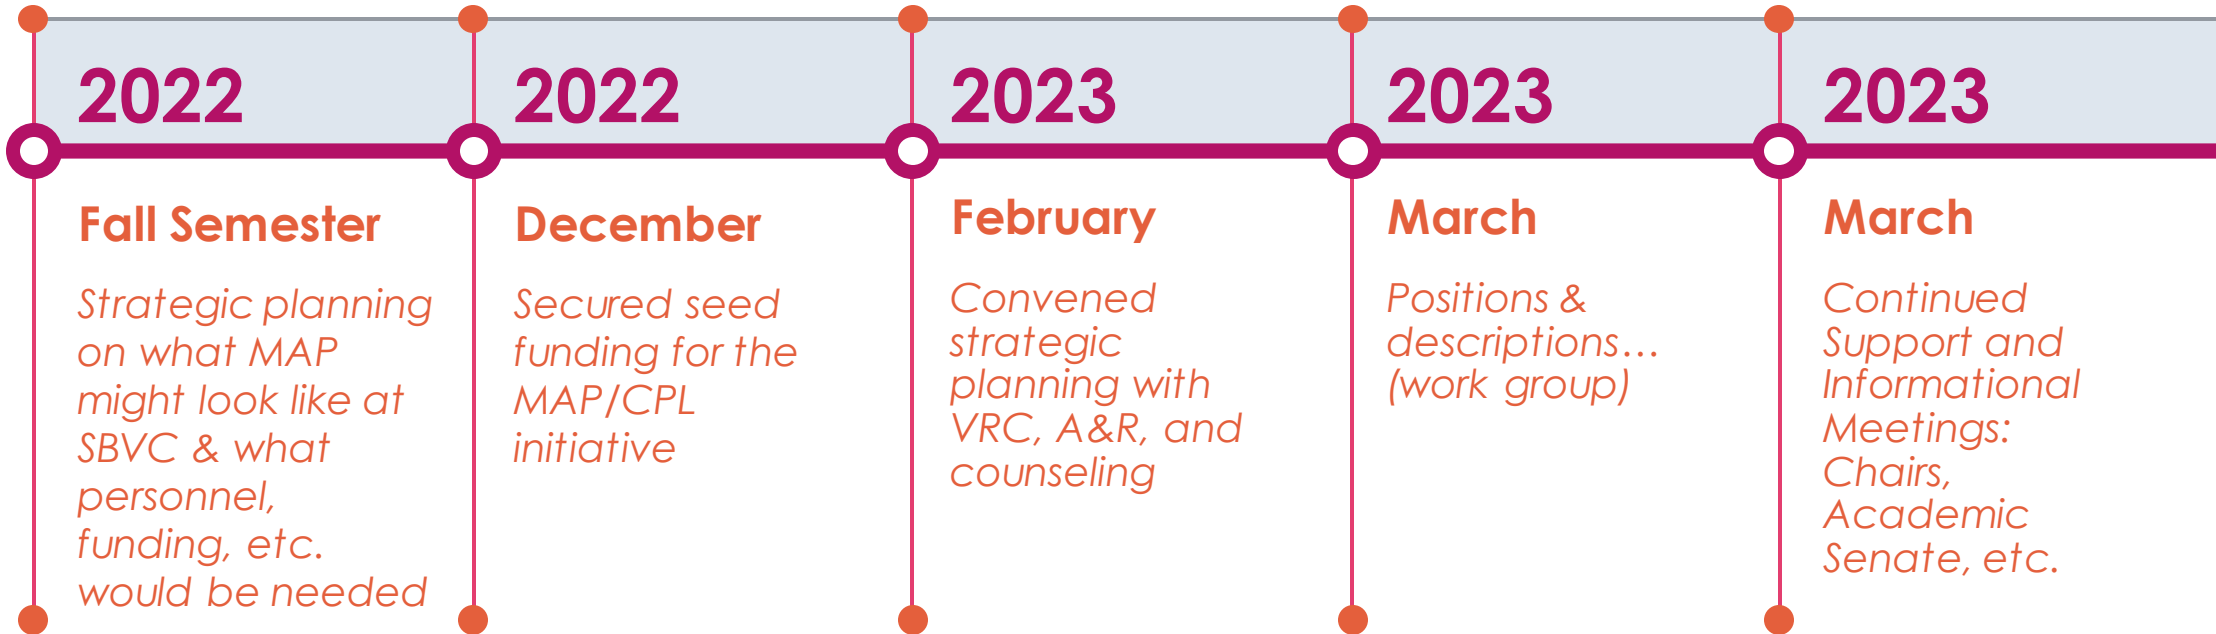 2022
Fall Semester
Strategic planning
on what MAP
might look like at
SBVC & what
personnel,
funding, etc.
would be needed
2022
December
Secured seed
funding for the
MAP/CPL
initiative
2023
February
Convened
strategic
planning with
VRC, A&R, and
counseling
2023
March
Positions &
descriptions…
(work group)
2023
March
Continued
Support and
Informational
Meetings:
Chairs,
Academic
Senate, etc.